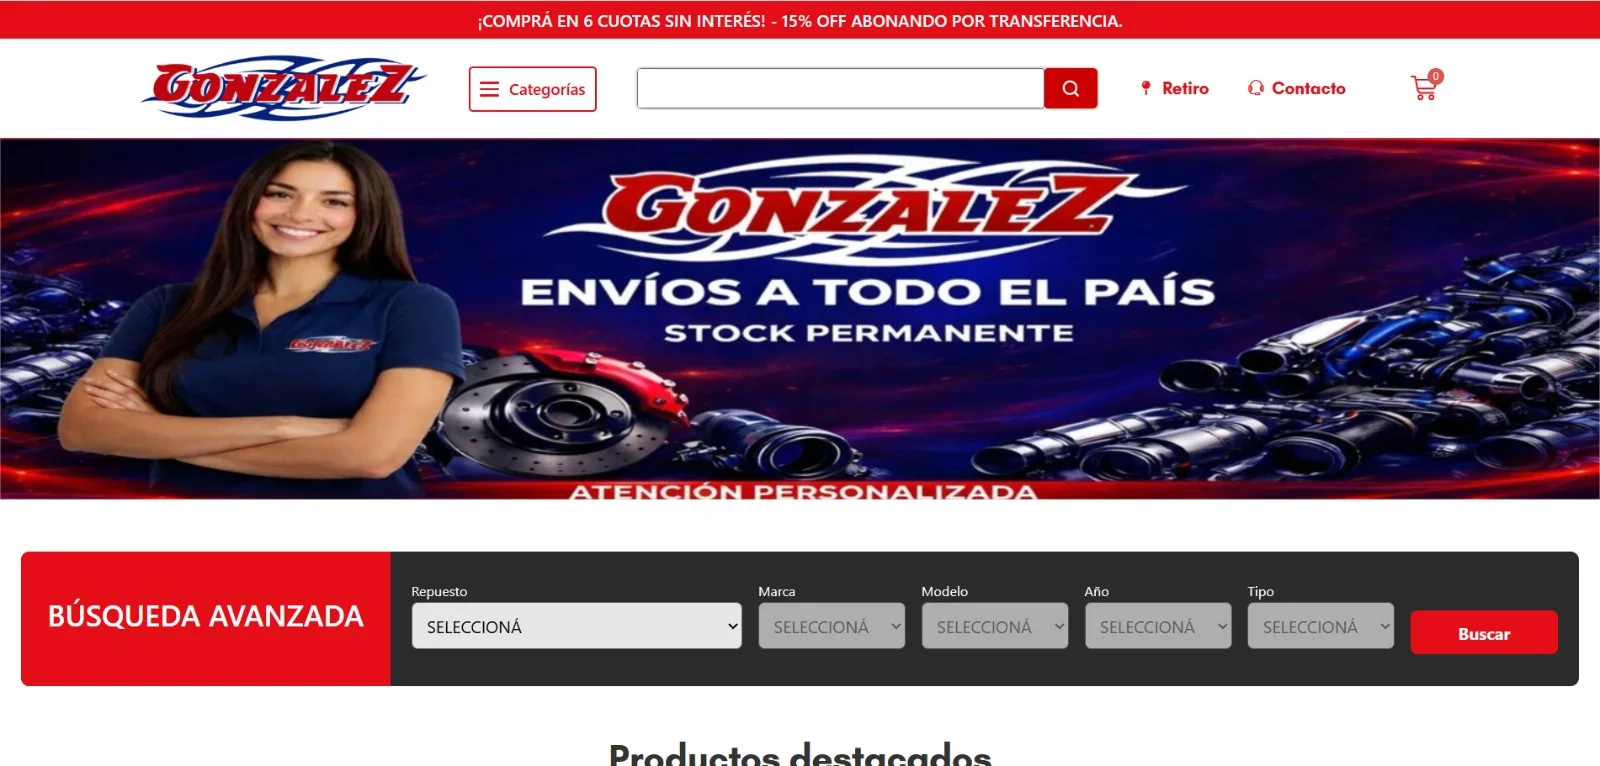 ¡COMPRÁ EN 6 CUOTAS SIN INTERÉS! - 15% OFF ABONANDO POR TRANSFERENCIA.
GONZALEZ
Categorías
Retiro
Contacto
0
GONZALEZ
ENVÍOS A TODO EL PAÍS
STOCK PERMANENTE
GONZALEZ
ATENCIÓN PERSONALIZADA
BÚSQUEDA AVANZADA
Repuesto
SELECCIONÁ
Marca
SELECCIONÁ
Modelo
SELECCIONÁ
Año
SELECCIONÁ
Tipo
SELECCIONÁ
Buscar
Productos destacados